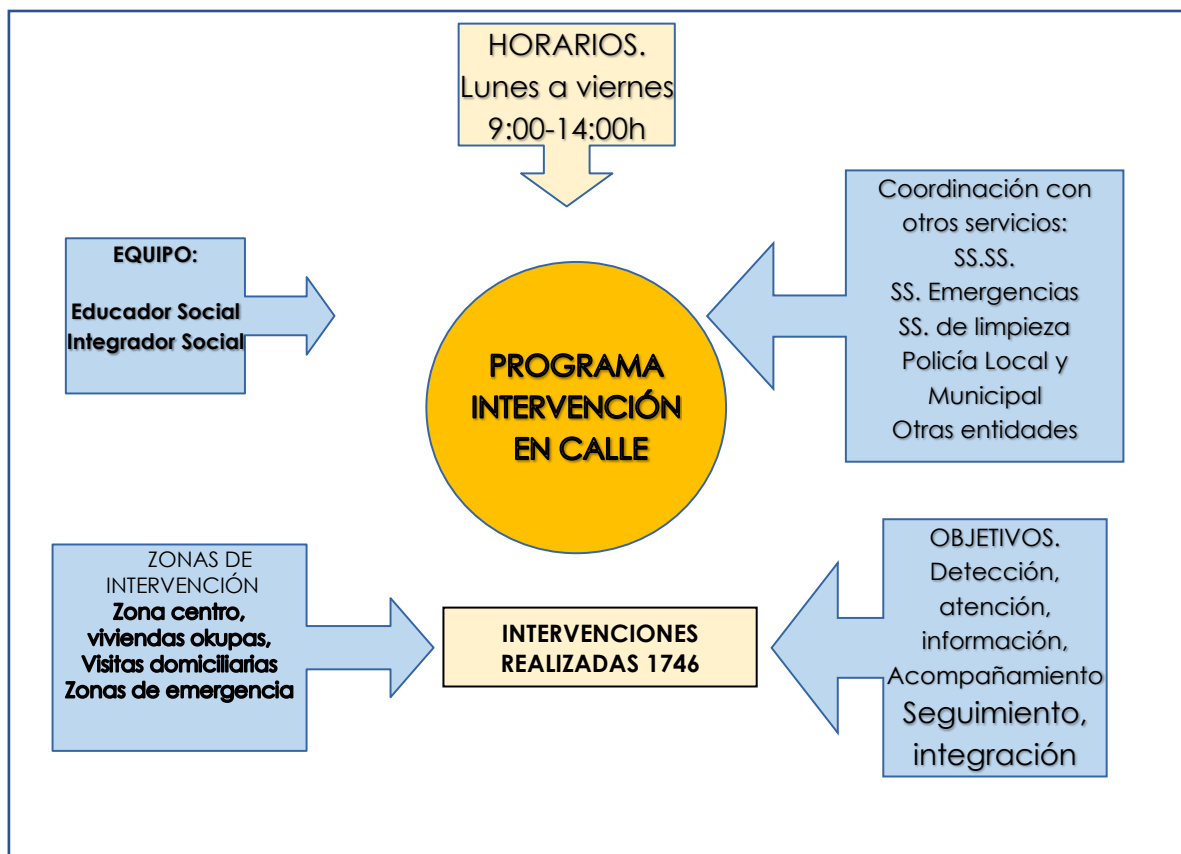 HORARIOS.
Lunes a viernes
9:00-14:00h
EQUIPO:
Educador Social
Integrador Social
Coordinación con
otros servicios:
SS.SS.
SS. Emergencias
SS. de limpieza
Policía Local y
Municipal
Otras entidades
PROGRAMA
INTERVENCIÓN
EN CALLE
ZONAS DE
INTERVENCIÓN
Zona centro,
viviendas okupas,
Visitas domiciliarias
Zonas de emergencia
INTERVENCIONES
REALIZADAS 1746
OBJETIVOS.
Detección,
atención,
información,
Acompañamiento
Seguimiento,
integración